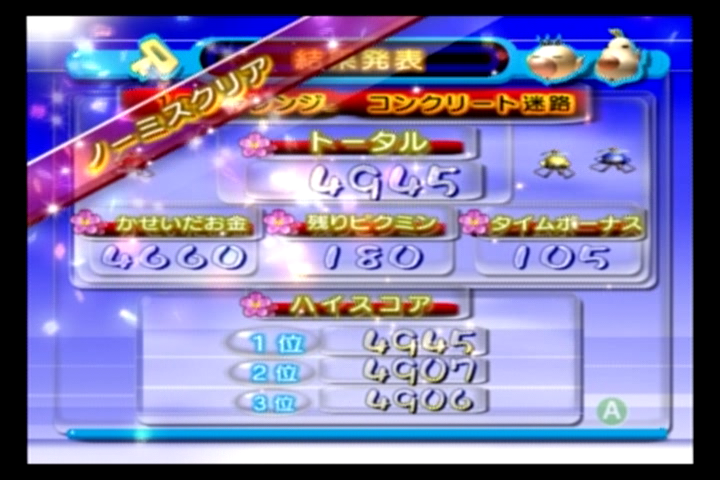 結果発表
ノーミスクリア
レンジ コンクリート迷路
トータル
4945
かせいだお金 残りピクミン タイムボーナス
4660 180 105
ハイスコア
1位 4945
2位 4907
3位 4906
A